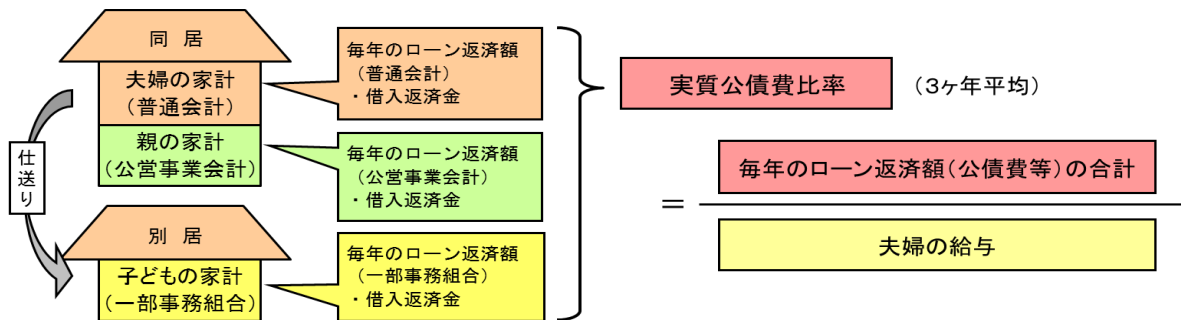 同 居
夫婦の家計
(普通会計)
親の家計
(公営事業会計)
仕送り
別 居
子どもの家計
(一部事務組合)
毎年のローン返済額
(普通会計)
・借入返済金
毎年のローン返済額
(公営事業会計)
・借入返済金
毎年のローン返済額
(一部事務組合)
・借入返済金
実質公債費比率 (3ヶ年平均)
毎年のローン返済額(公債費等)の合計
=
夫婦の給与